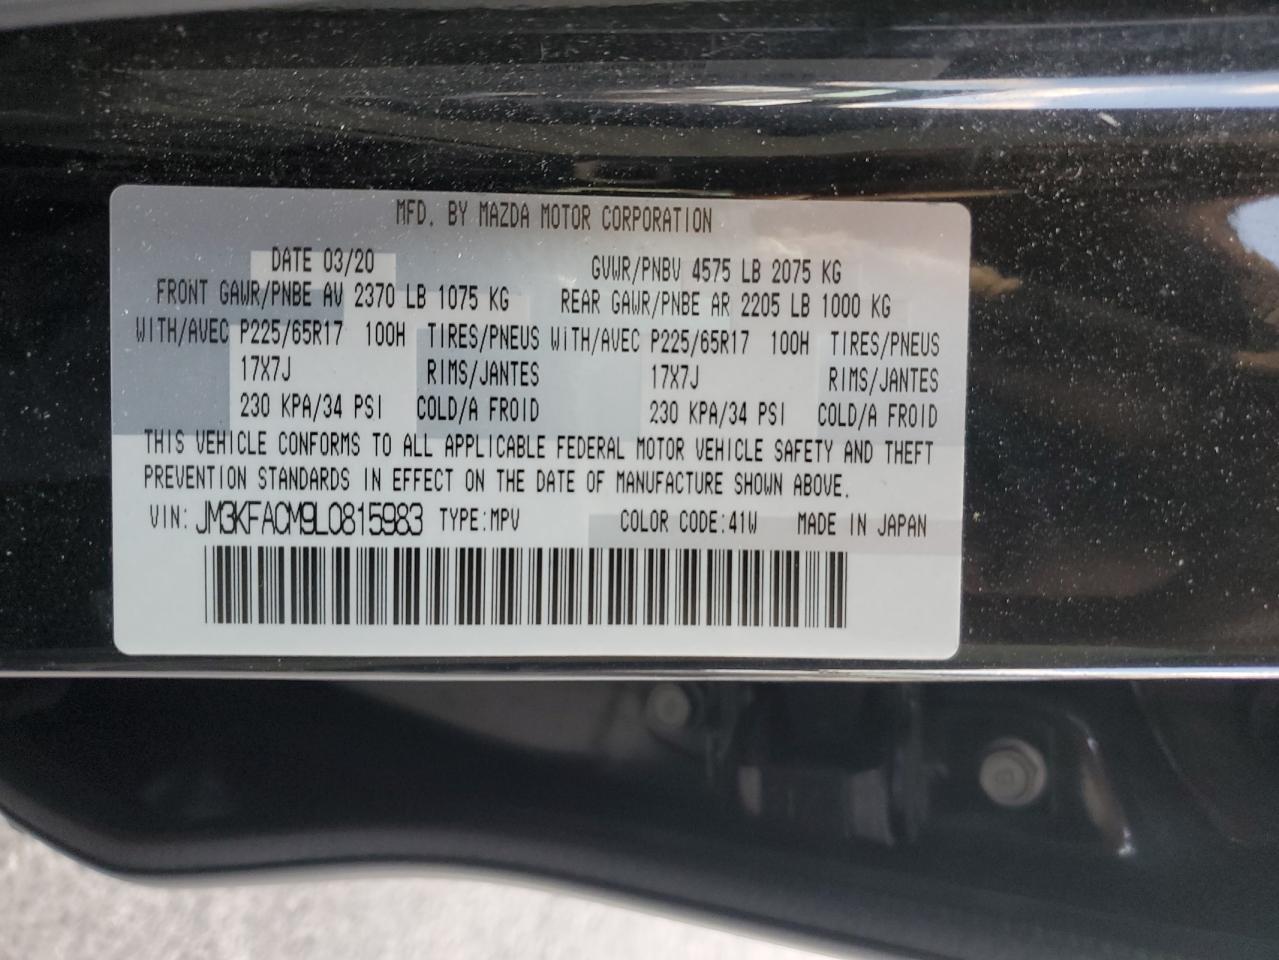 MFD. BY MAZDA MOTOR CORPORATION
DATE 03/20 GVWR/PNBV 4575 LB 2075 KG
FRONT GAWR/PNBE AV 2370 LB 1075 KG REAR GAWR/PNBE AR 2205 LB 1000 KG
WITH/AVEC P225/65R17 100H TIRES/PNEUS WITH/AVEC P225/65R17 100H TIRES/PNEUS
17X7J RIMS/JANTES 17X7J RIMS/JANTES
230 KPA/34 PSI COLD/A FROID 230 KPA/34 PSI COLD/A FROID
THIS VEHICLE CONFORMS TO ALL APPLICABLE FEDERAL MOTOR VEHICLE SAFETY AND THEFT
PREVENTION STANDARDS IN EFFECT ON THE DATE OF MANUFACTURE SHOWN ABOVE.
VIN: JM3KFACM9L0815983 TYPE:MPV COLOR CODE:41W MADE IN JAPAN